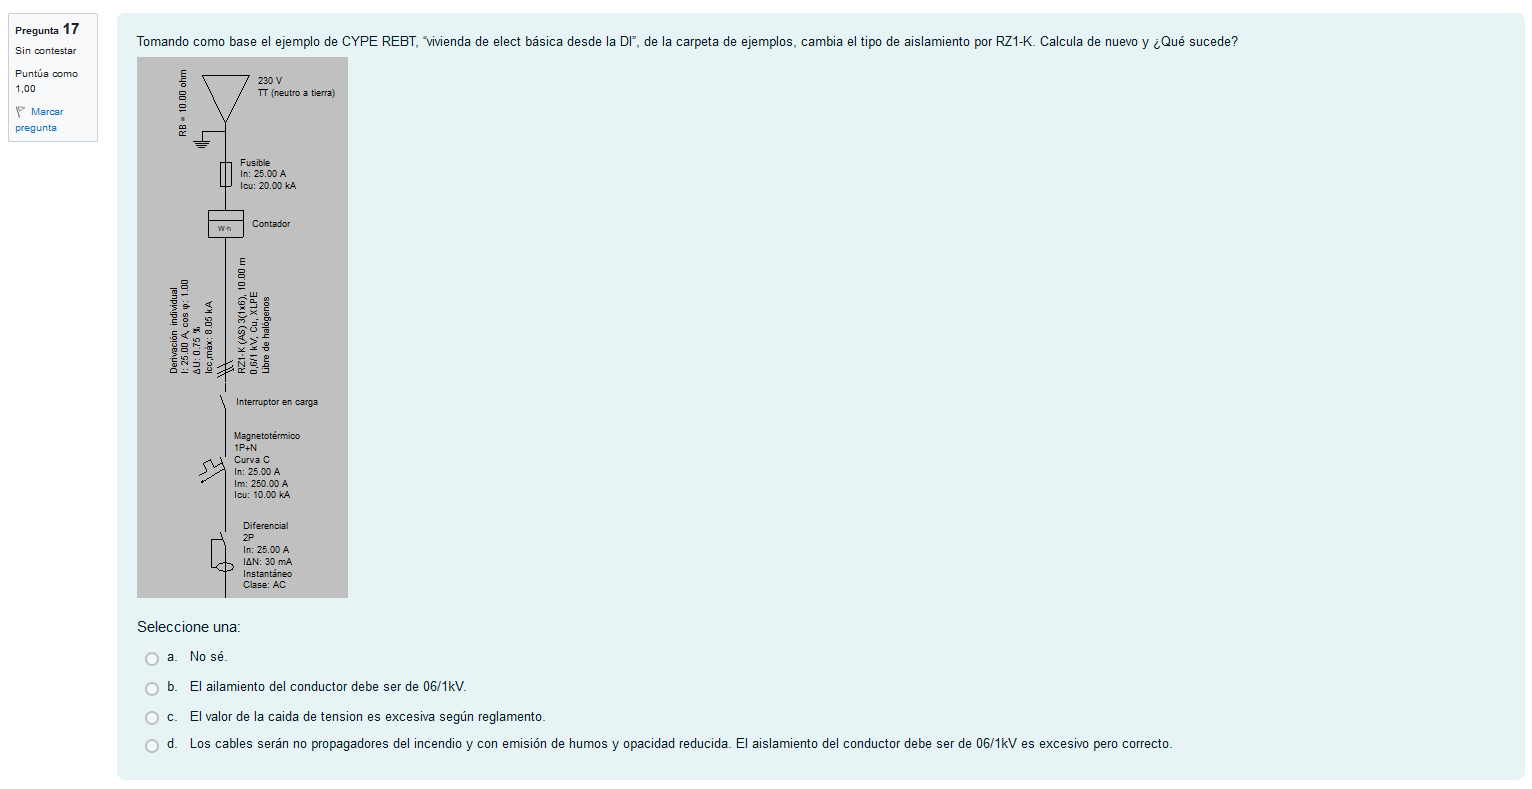 Pregunta 17
Sin contestar
Puntúa como
1,00
Marcar
pregunta
Tomando como base el ejemplo de CYPE REBT, “vivienda de elect básica desde la DI”, de la carpeta de ejemplos, cambia el tipo de aislamiento por RZ1-K. Calcula de nuevo y ¿Qué sucede?
RB = 10.00 ohm
230 V
TT (neutro a tierra)
Fusible
In: 25.00 A
Icu: 20.00 kA
W·h
Contador
Derivación individual
I: 25.00 A, cos φ: 1.00
ΔU: 0.75 %
Icc,máx: 8.05 kA
RZ1-K (AS) 3(1x6), 10.00 m
0,6/1 kV, Cu, XLPE
Libre de halógenos
Interruptor en carga
Magnetotérmico
1P+N
Curva C
In: 25.00 A
Im: 250.00 A
Icu: 10.00 kA
Diferencial
2P
In: 25.00 A
IΔN: 30 mA
Instantáneo
Clase: AC
Seleccione una:
a. No sé.
b. El ailamiento del conductor debe ser de 06/1kV.
c. El valor de la caida de tension es excesiva según reglamento.
d. Los cables serán no propagadores del incendio y con emisión de humos y opacidad reducida. El aislamiento del conductor debe ser de 06/1kV es excesivo pero correcto.